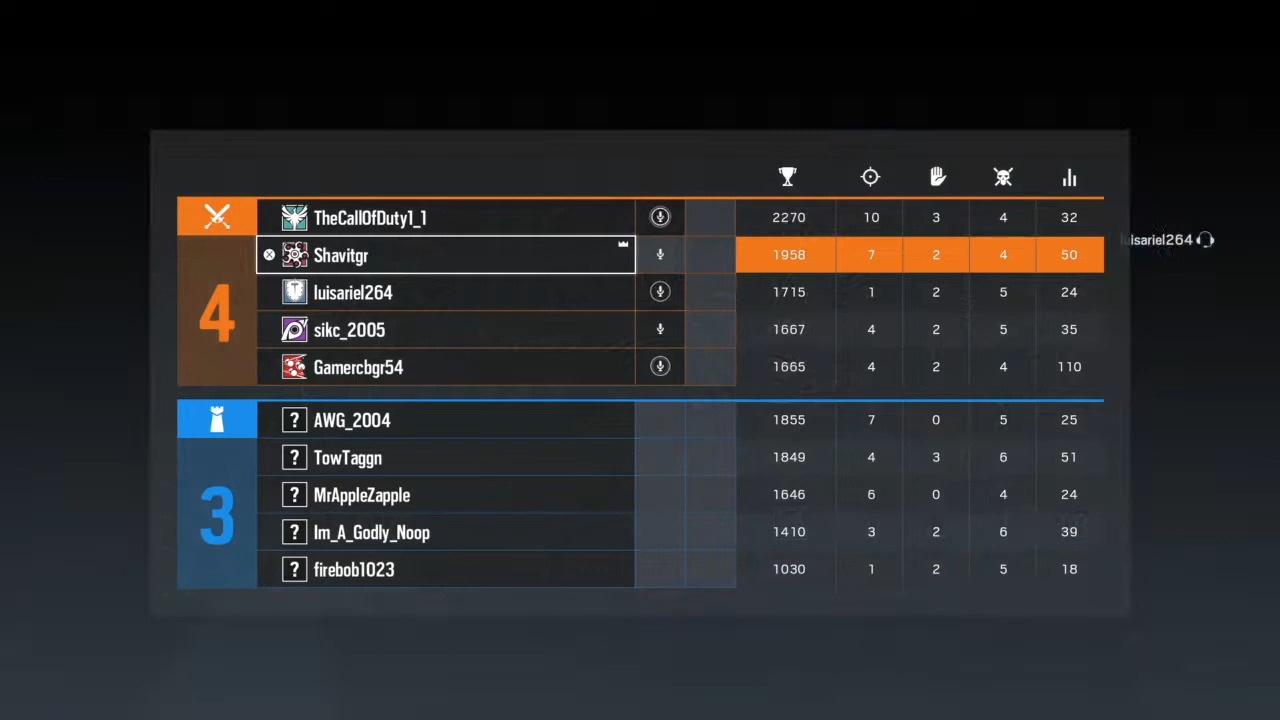 TheCallOfDuty1_1 2270 10 3 4 32
Shavitgr 1958 7 2 4 50
luisariel264
4 luisariel264 1715 1 2 5 24
sikc_2005 1667 4 2 5 35
Gamercbgr54 1665 4 2 4 110
? AWG_2004 1855 7 0 5 25
? TowTaggn 1849 4 3 6 51
3 ? MrAppleZapple 1646 6 0 4 24
? Im_A_Godly_Noop 1410 3 2 6 39
? firebob1023 1030 1 2 5 18